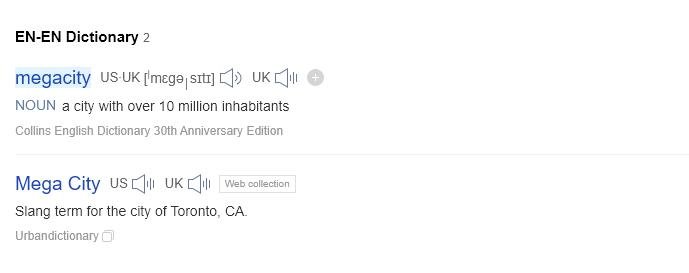 EN-EN Dictionary 2
megacity US·UK [ˈmɛɡəˌsɪtɪ] UK
NOUN a city with over 10 million inhabitants
Collins English Dictionary 30th Anniversary Edition
Mega City US UK Web collection
Slang term for the city of Toronto, CA.
Urbandictionary